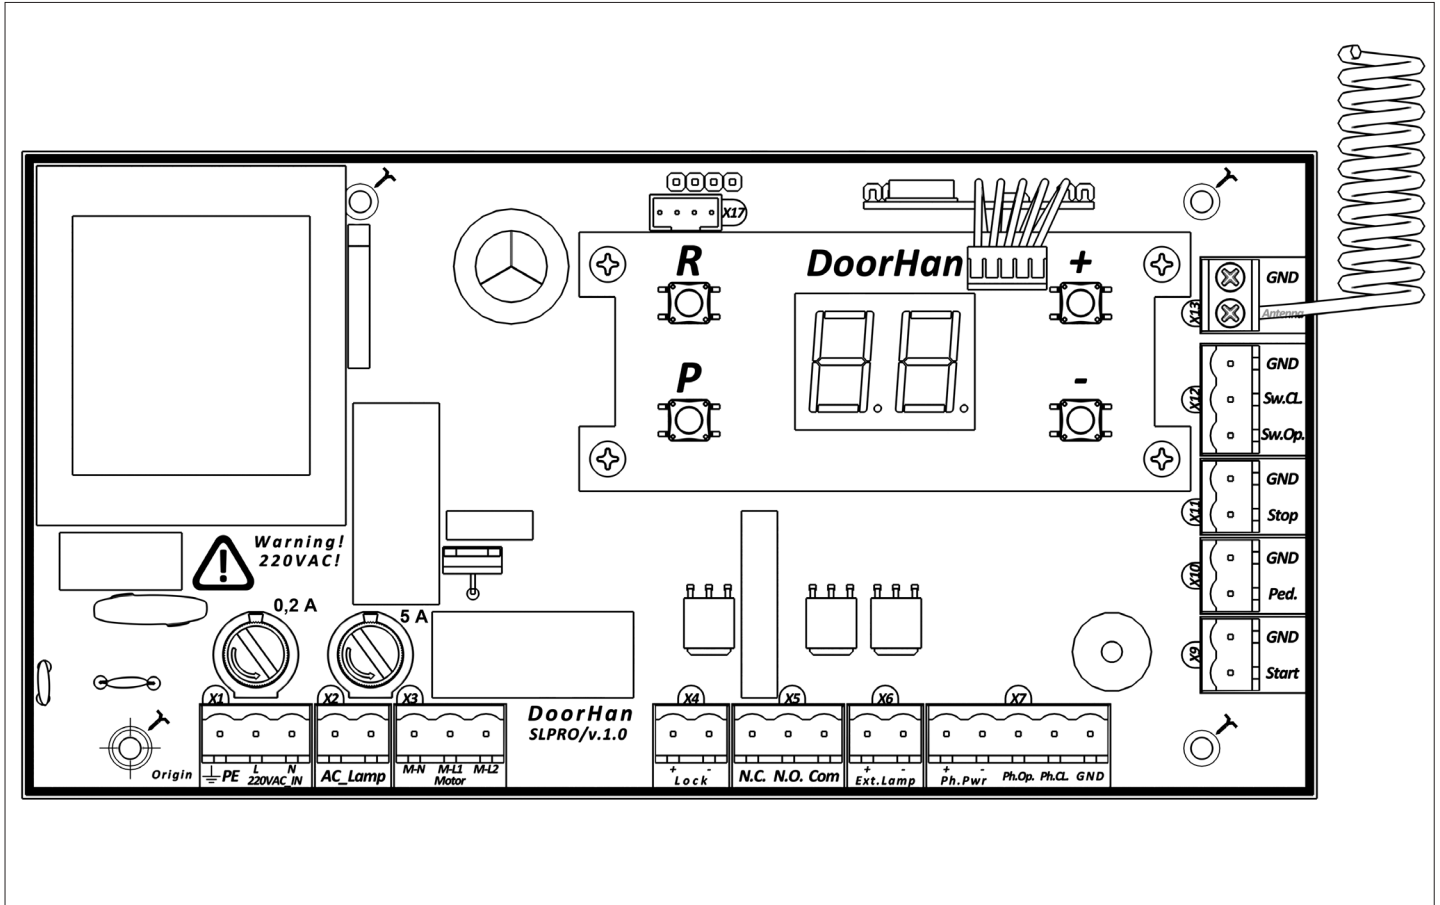 X17
R
DoorHan
+
P
-
GND
Antenna
X13
GND
Sw.CL.
Sw.Op.
X12
GND
Stop
X11
GND
Ped.
X10
GND
Start
X9
Warning!
220VAC!
0,2 A
5 A
X1
X2
X3
X4
X5
X6
X7
DoorHan
SLPRO/v.1.0
Origin
PE
L N
220VAC_IN
AC_Lamp
M-N M-L1 M-L2
Motor
+ -
Lock
N.C. N.O. Com
+ -
Ext.Lamp
+ -
Ph.Pwr Ph.Op. Ph.CL. GND